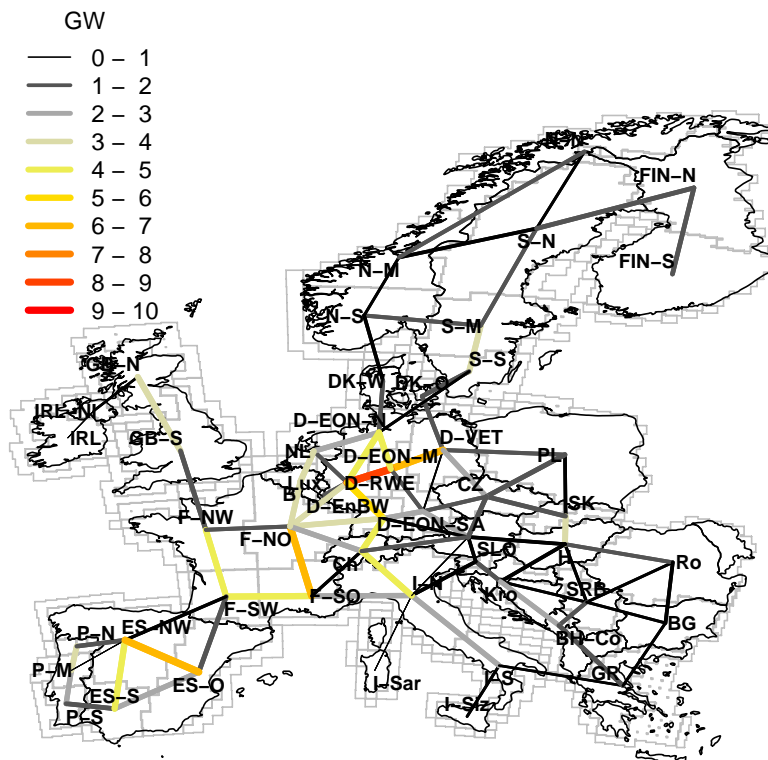 GW
0 – 1
1 – 2
2 – 3
3 – 4
4 – 5
5 – 6
6 – 7
7 – 8
8 – 9
9 – 10
FIN–N
S–N
FIN–S
N–M
N–S
S–M
S–S
GB–N
DK–W
DK–O
IRL–NI
IRL
GB–S
D–EON–N
D–VET
NL
D–EON–M
PL
Lux
D–RWE
CZ
B
D–EnBW
SK
F–NW
D–EON–SA
F–NO
SLO
CH
Ro
F–SW
F–SO
I–N
Kro
SRB
P–N
ES–NW
BH–Co
BG
P–M
I–Sar
I–S
GR
ES–O
ES–S
P–S
I–Siz